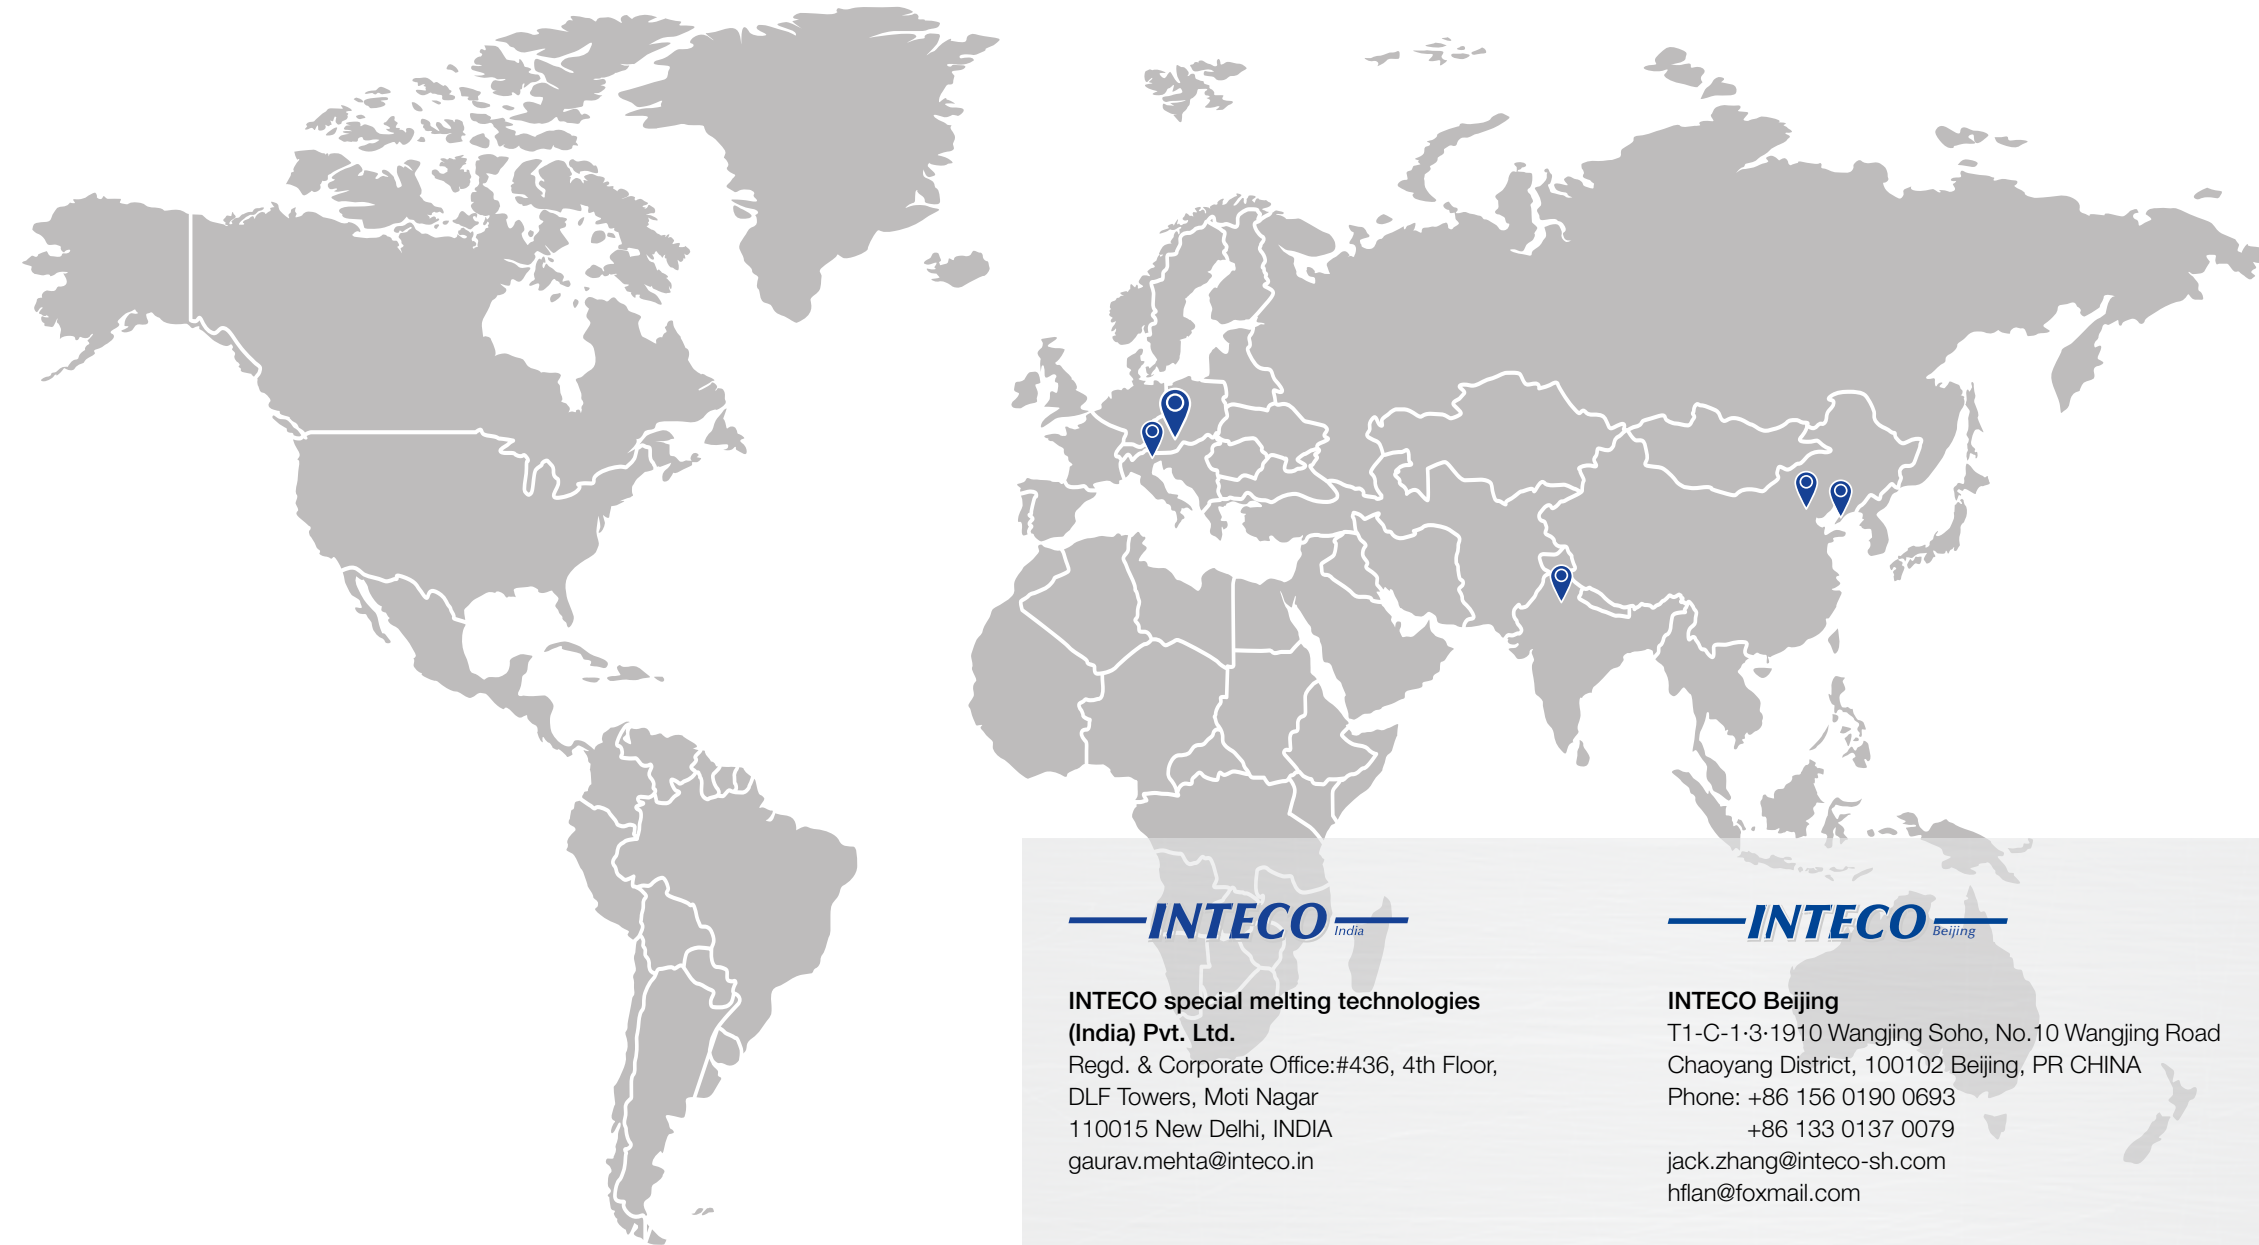 INTECO India
INTECO special melting technologies
(India) Pvt. Ltd.
Regd. & Corporate Office:#436, 4th Floor,
DLF Towers, Moti Nagar
110015 New Delhi, INDIA
gaurav.mehta@inteco.in
INTECO Beijing
INTECO Beijing
T1-C-1·3·1910 Wangjing Soho, No.10 Wangjing Road
Chaoyang District, 100102 Beijing, PR CHINA
Phone: +86 156 0190 0693
+86 133 0137 0079
jack.zhang@inteco-sh.com
hflan@foxmail.com